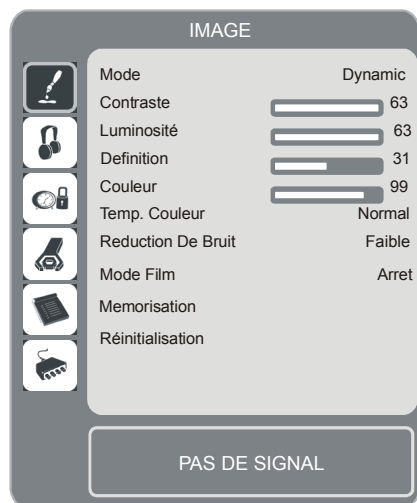 IMAGE
Mode Dynamic
Contraste 63
Luminosité 63
Definition 31
Couleur 99
Temp. Couleur Normal
Reduction De Bruit Faible
Mode Film Arret
Memorisation
Réinitialisation
PAS DE SIGNAL